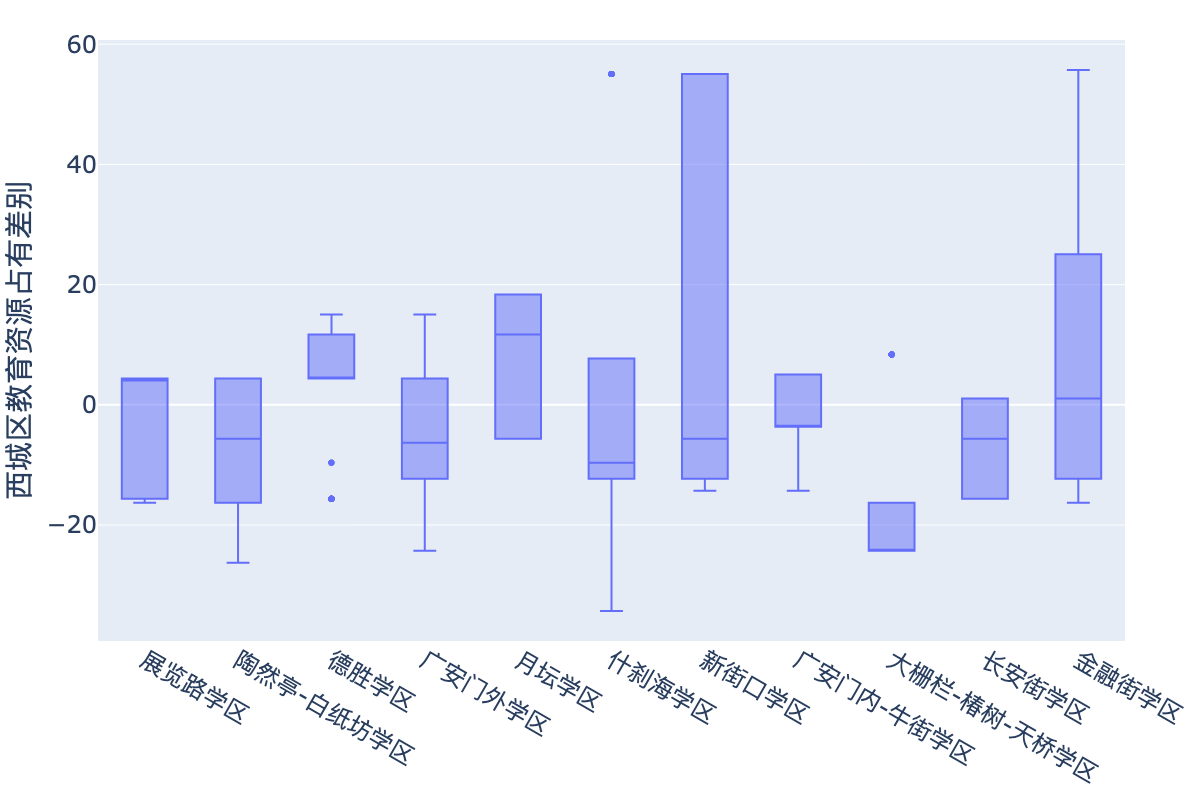 西城区教育资源占有差别
60
40
20
0
−20
展览路学区
陶然亭-白纸坊学区
德胜学区
广安门外学区
月坛学区
什刹海学区
新街口学区
广安门内-牛街学区
大栅栏-椿树-天桥学区
长安街学区
金融街学区